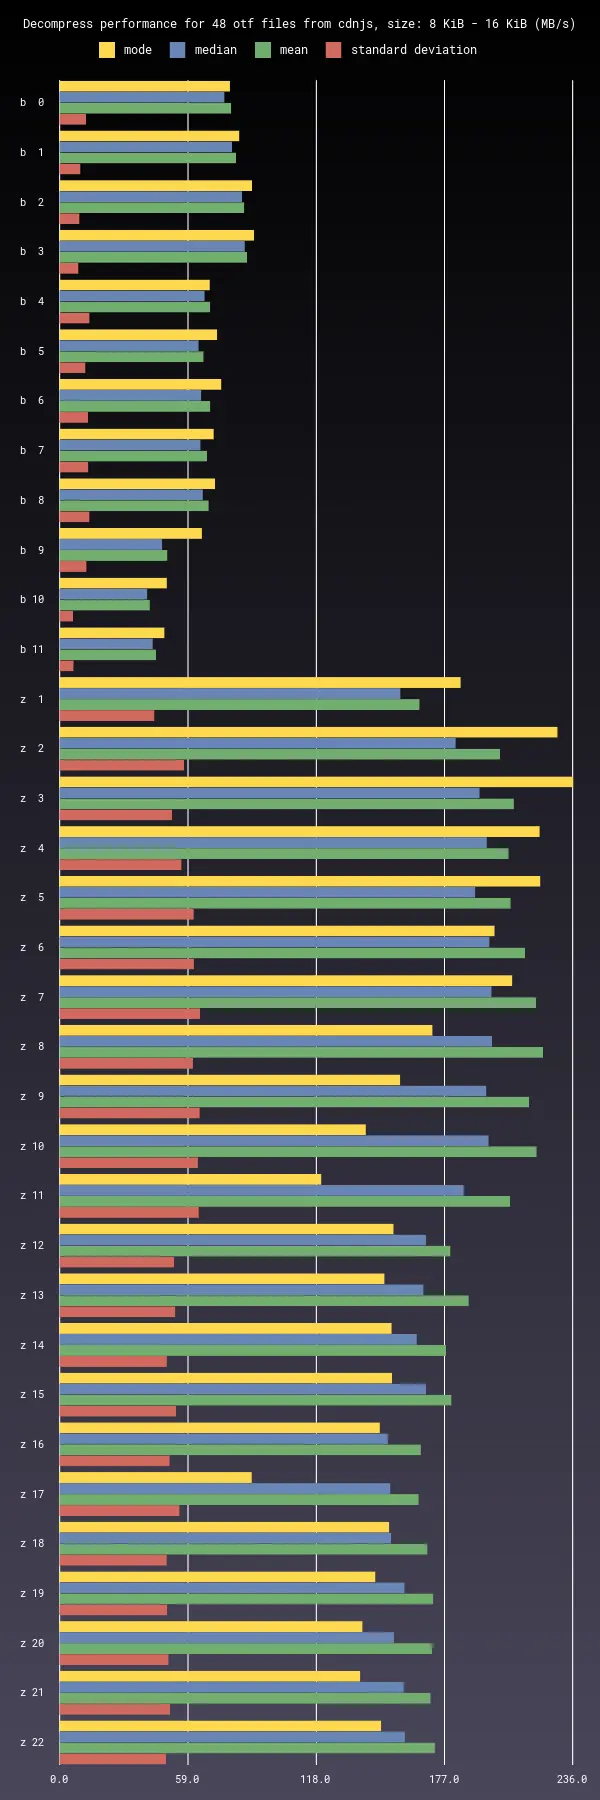 Decompress performance for 48 otf files from cdnjs, size: 8 KiB - 16 KiB (MB/s)
mode median mean standard deviation
b 0
b 1
b 2
b 3
b 4
b 5
b 6
b 7
b 8
b 9
b 10
b 11
z 1
z 2
z 3
z 4
z 5
z 6
z 7
z 8
z 9
z 10
z 11
z 12
z 13
z 14
z 15
z 16
z 17
z 18
z 19
z 20
z 21
z 22
0.0 59.0 118.0 177.0 236.0